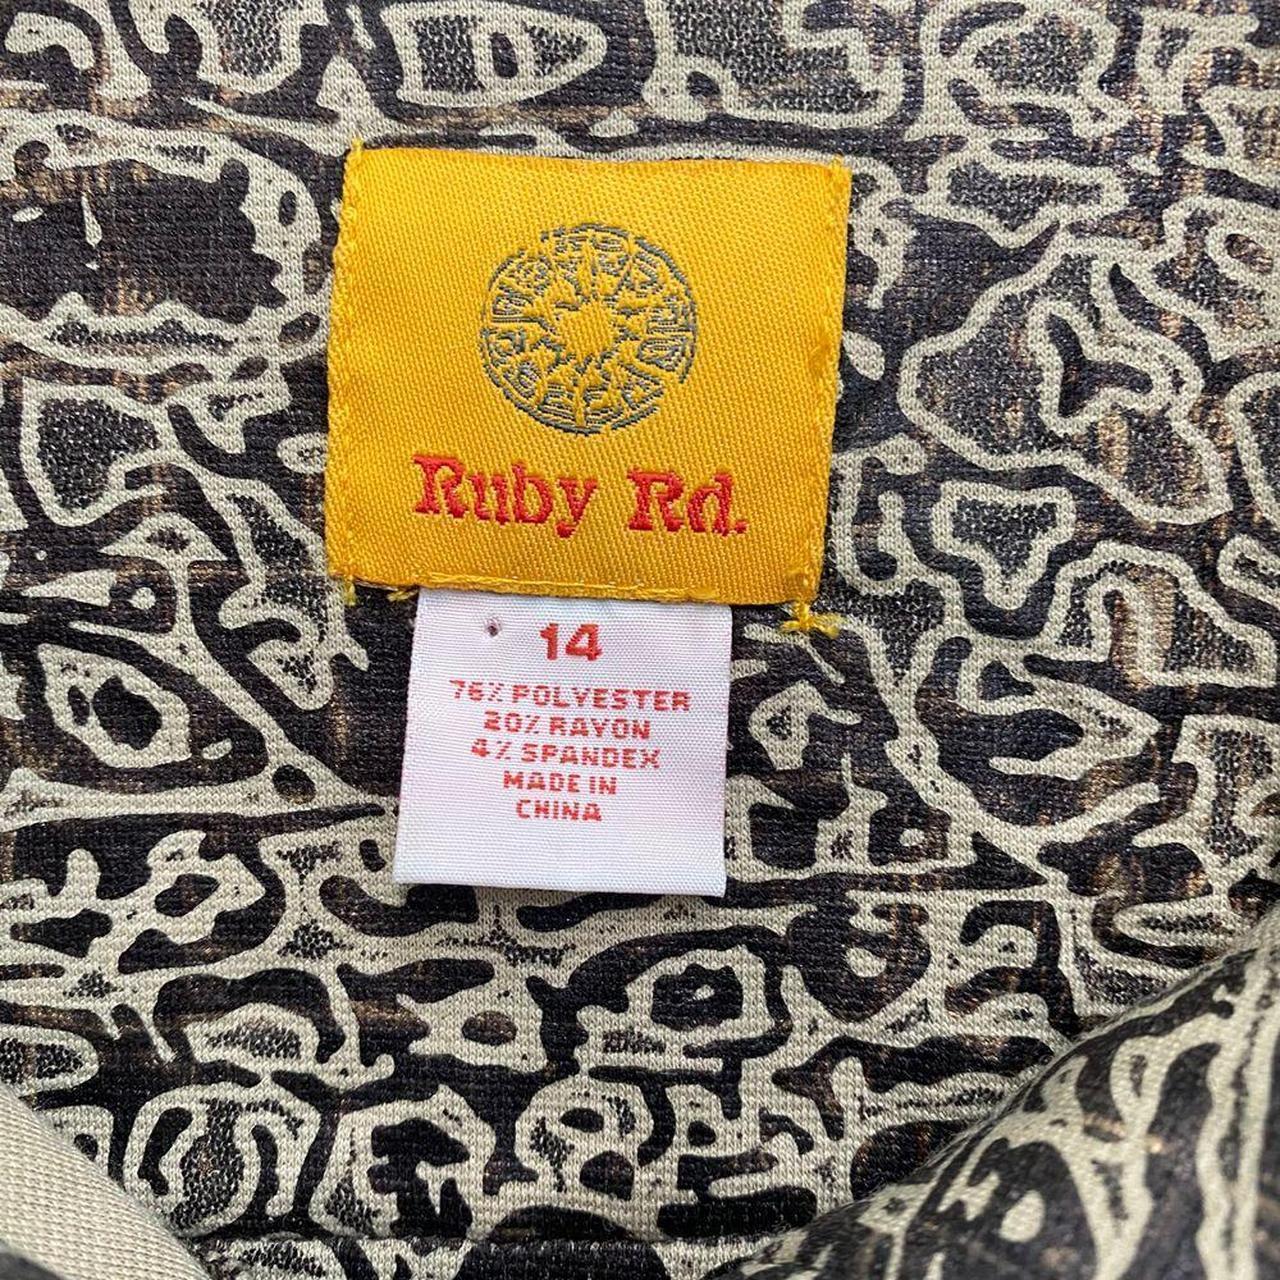 Ruby Rd.
14
76% POLYESTER
20% RAYON
4% SPANDEX
MADE IN
CHINA